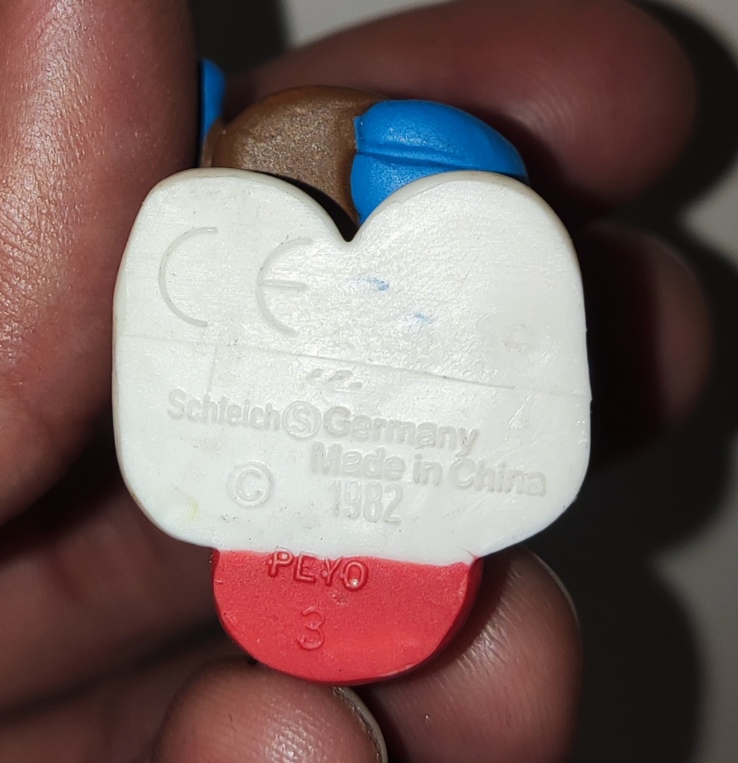 CE
Schleich Ⓢ Germany
Made in China
© 1982
PEYO
3